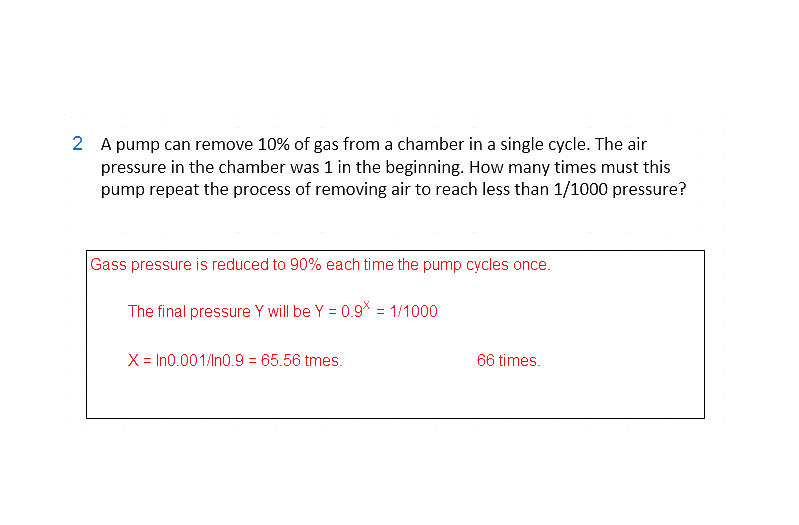 2 A pump can remove 10% of gas from a chamber in a single cycle. The air
pressure in the chamber was 1 in the beginning. How many times must this
pump repeat the process of removing air to reach less than 1/1000 pressure?
Gass pressure is reduced to 90% each time the pump cycles once.
The final pressure Y will be Y = 0.9^X = 1/1000
X = ln0.001/ln0.9 = 65.56 tmes. 66 times.